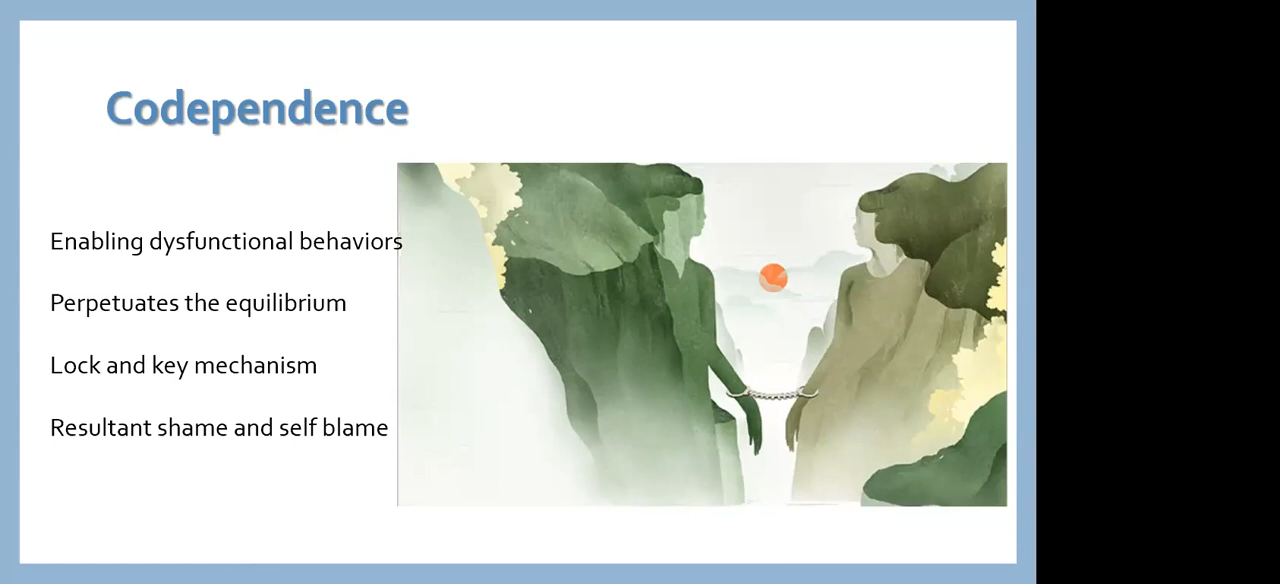 Codependence
Enabling dysfunctional behaviors
Perpetuates the equilibrium
Lock and key mechanism
Resultant shame and self blame